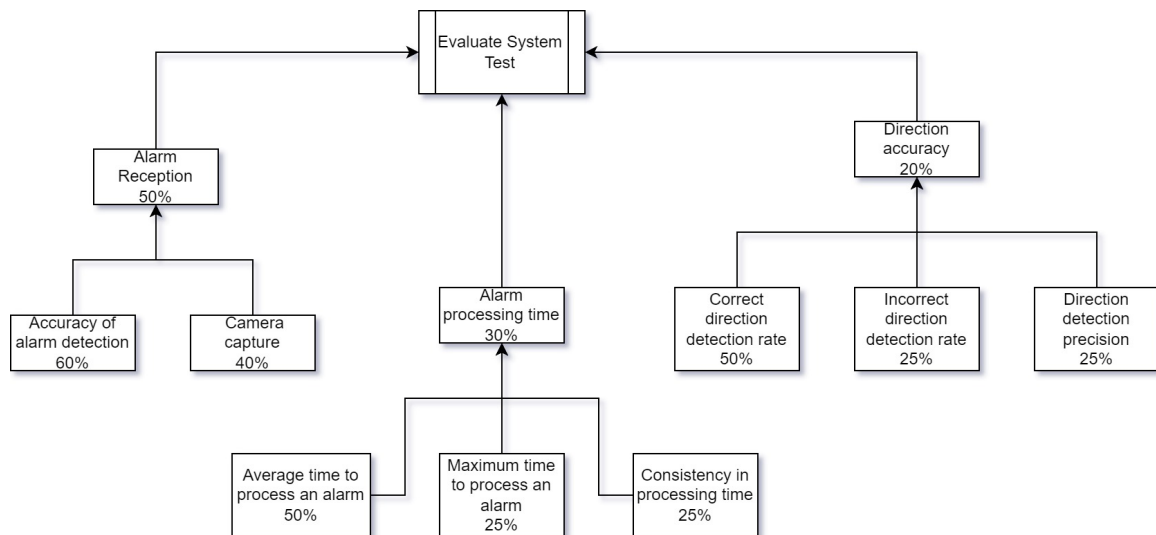 Evaluate System
Test
Alarm
Reception
50%
Direction
accuracy
20%
Accuracy of
alarm detection
60%
Camera
capture
40%
Alarm
processing time
30%
Correct
direction
detection rate
50%
Incorrect
direction
detection rate
25%
Direction
detection
precision
25%
Average time to
process an alarm
50%
Maximum time
to process an
alarm
25%
Consistency in
processing time
25%